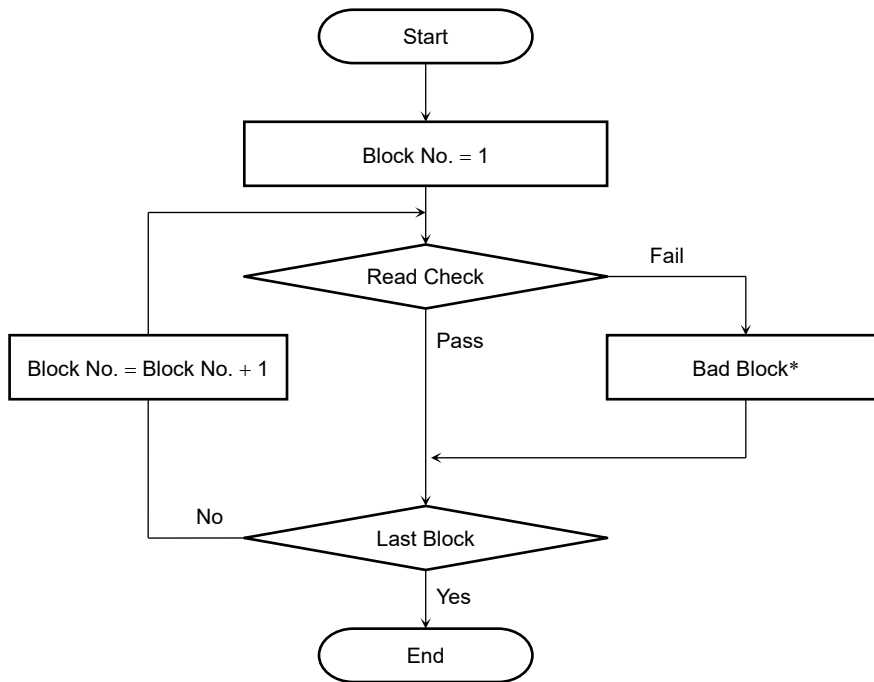 Start
Block No. = 1
Read Check
Fail
Pass
Block No. = Block No. + 1
Bad Block*
No
Last Block
Yes
End